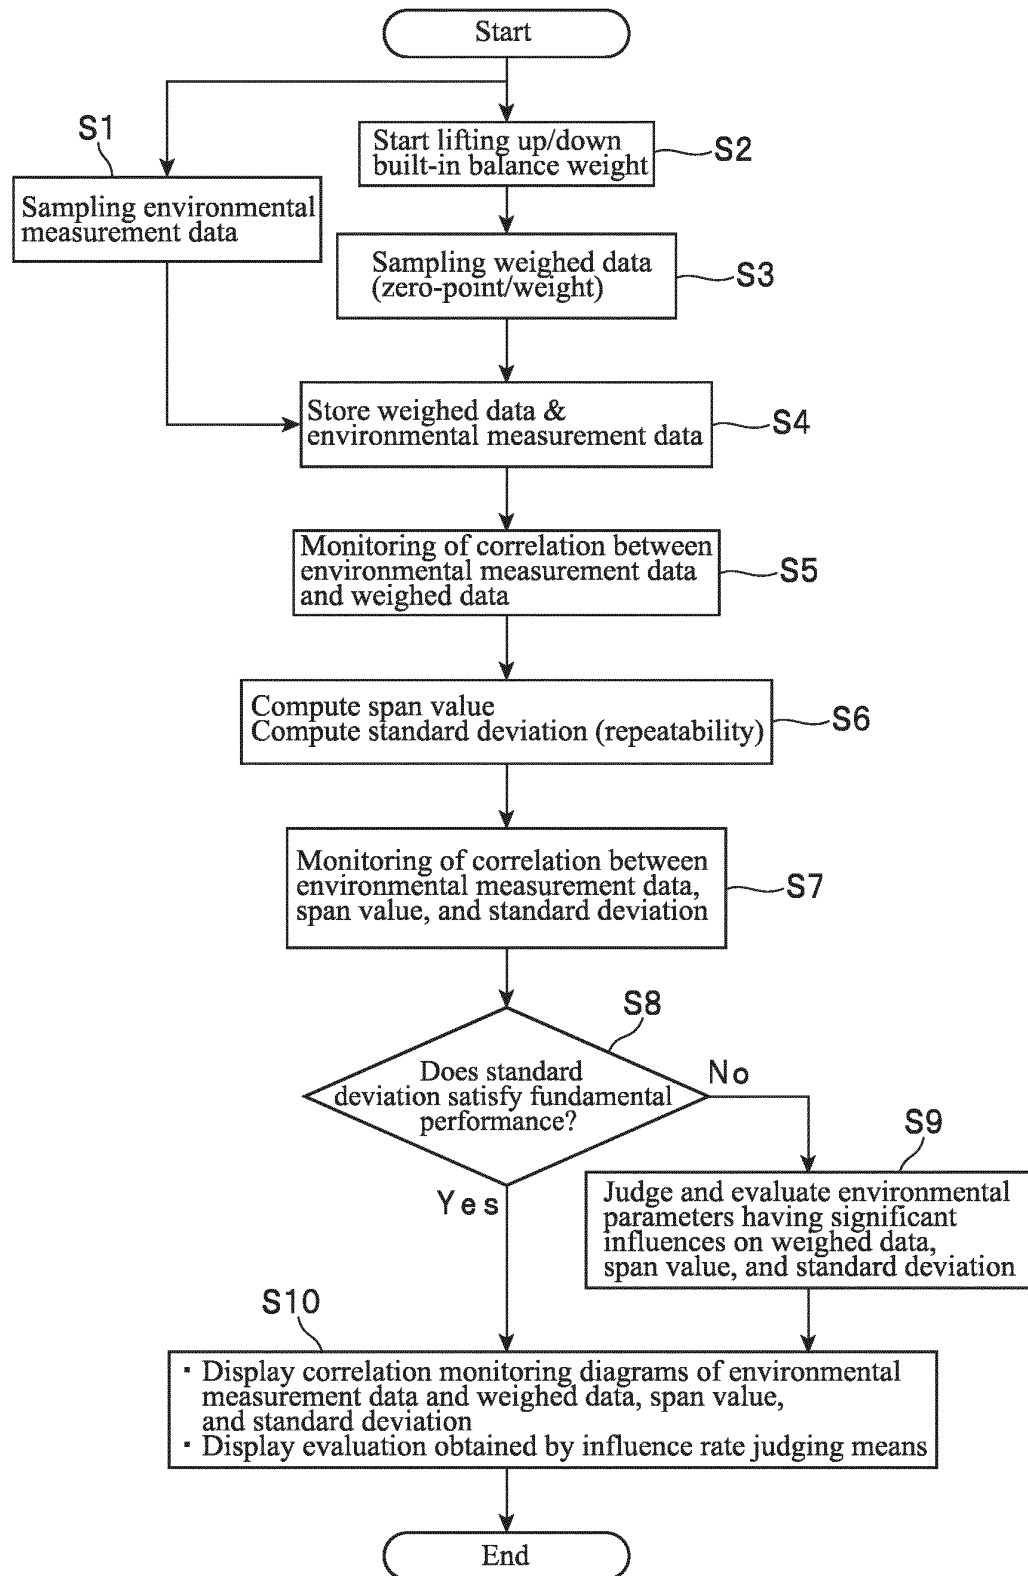 Start
S1
Start lifting up/down
built-in balance weight
S2
Sampling environmental
measurement data
Sampling weighed data
(zero-point/weight)
S3
Store weighed data &
environmental measurement data
S4
Monitoring of correlation between
environmental measurement data
and weighed data
S5
Compute span value
Compute standard deviation (repeatability)
S6
Monitoring of correlation between
environmental measurement data,
span value, and standard deviation
S7
S8
Does standard
deviation satisfy fundamental
performance?
No
Yes
S9
Judge and evaluate environmental
parameters having significant
influences on weighed data,
span value, and standard deviation
S10
・Display correlation monitoring diagrams of environmental
measurement data and weighed data, span value,
and standard deviation
・Display evaluation obtained by influence rate judging means
End